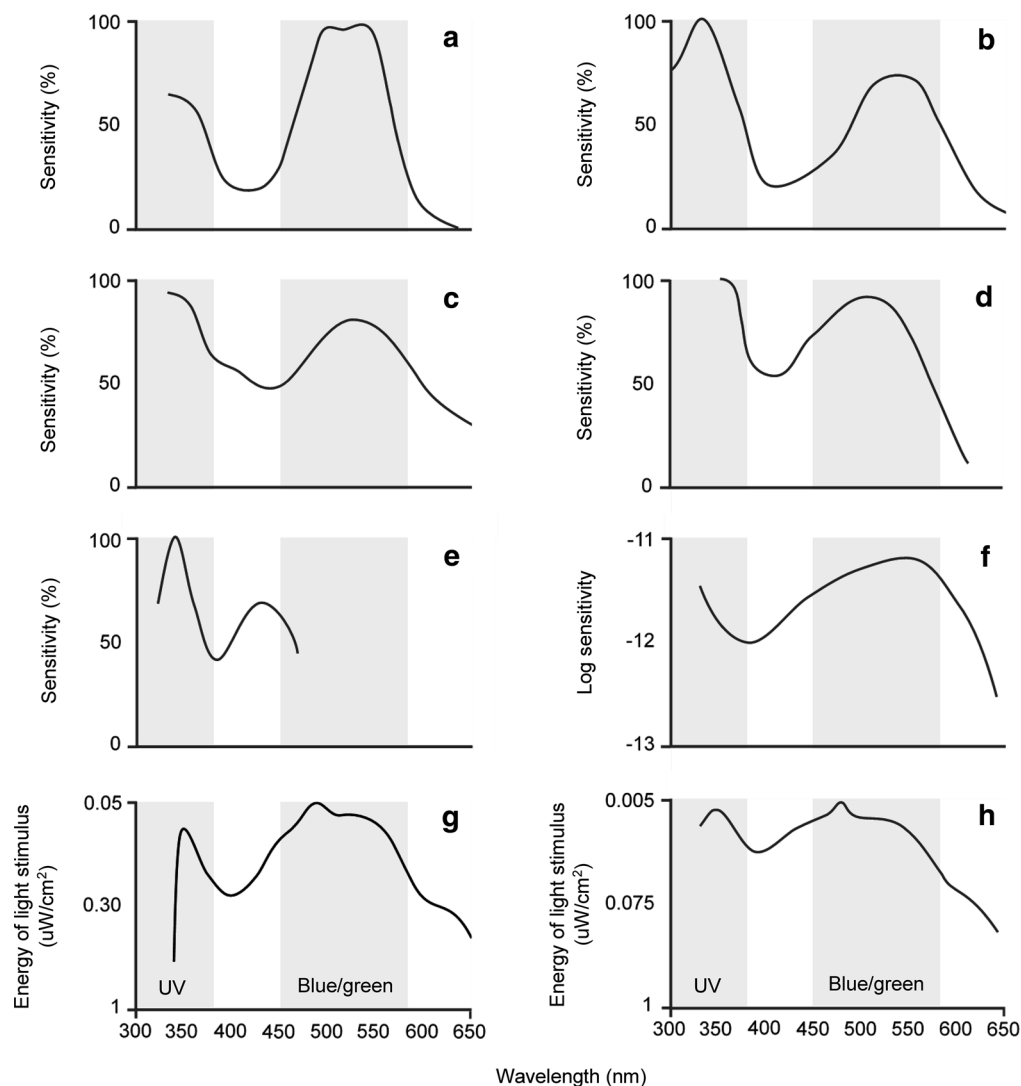 a
Sensitivity (%)
100
50
0
b
Sensitivity (%)
100
50
0
c
Sensitivity (%)
100
50
0
d
Sensitivity (%)
100
50
0
e
Sensitivity (%)
100
50
0
f
Log sensitivity
-11
-12
-13
g
Energy of light stimulus
(uW/cm²)
0.05
0.30
1
UV
Blue/green
300 350 400 500 550 600 650
h
Energy of light stimulus
(uW/cm²)
0.005
0.075
1
UV
Blue/green
300 350 400 500 550 600 650
Wavelength (nm)